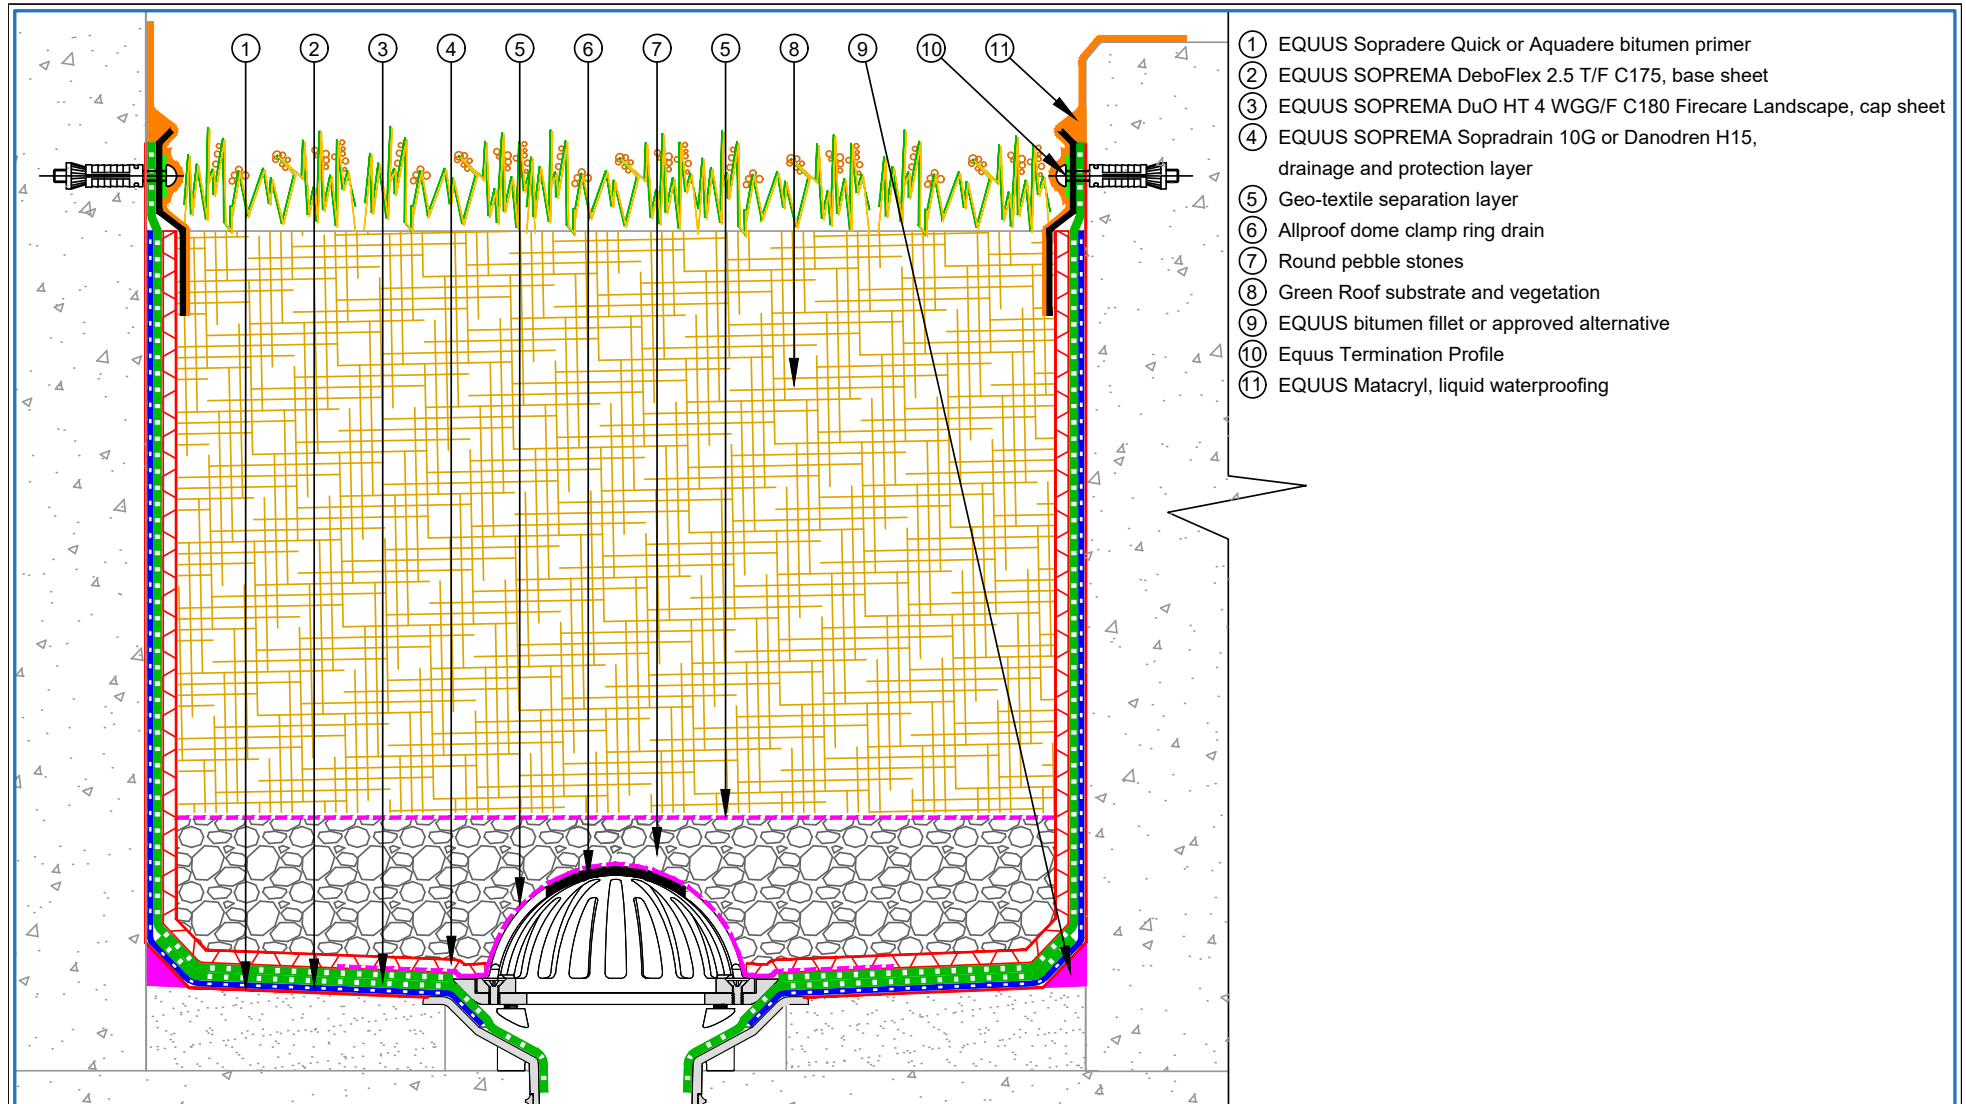 1 2 3 4 5 6 7 5 8 9 10 11
1 EQUUS Sopradere Quick or Aquadere bitumen primer
2 EQUUS SOPREMA DeboFlex 2.5 T/F C175, base sheet
3 EQUUS SOPREMA DuO HT 4 WGG/F C180 Firecare Landscape, cap sheet
4 EQUUS SOPREMA Sopradrain 10G or Danodren H15,
drainage and protection layer
5 Geo-textile separation layer
6 Allproof dome clamp ring drain
7 Round pebble stones
8 Green Roof substrate and vegetation
9 EQUUS bitumen fillet or approved alternative
10 Equus Termination Profile
11 EQUUS Matacryl, liquid waterproofing